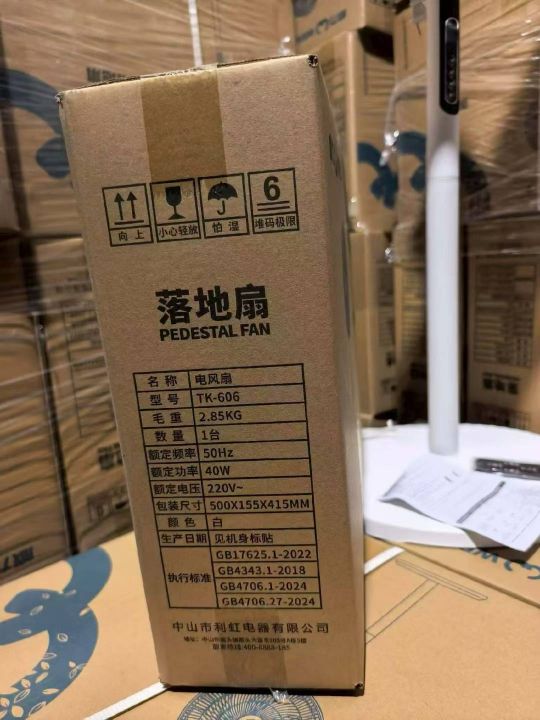 6
向上
小心轻放
怕湿
堆码极限
落地扇
PEDESTAL FAN
名称 电风扇
型号 TK-606
毛重 2.85KG
数量 1台
额定频率 50Hz
额定功率 40W
额定电压 220V~
包装尺寸 500X155X415MM
颜色 白
生产日期 见机身标贴
执行标准
GB17625.1-2022
GB4343.1-2018
GB4706.1-2024
GB4706.27-2024
中山市利虹电器有限公司